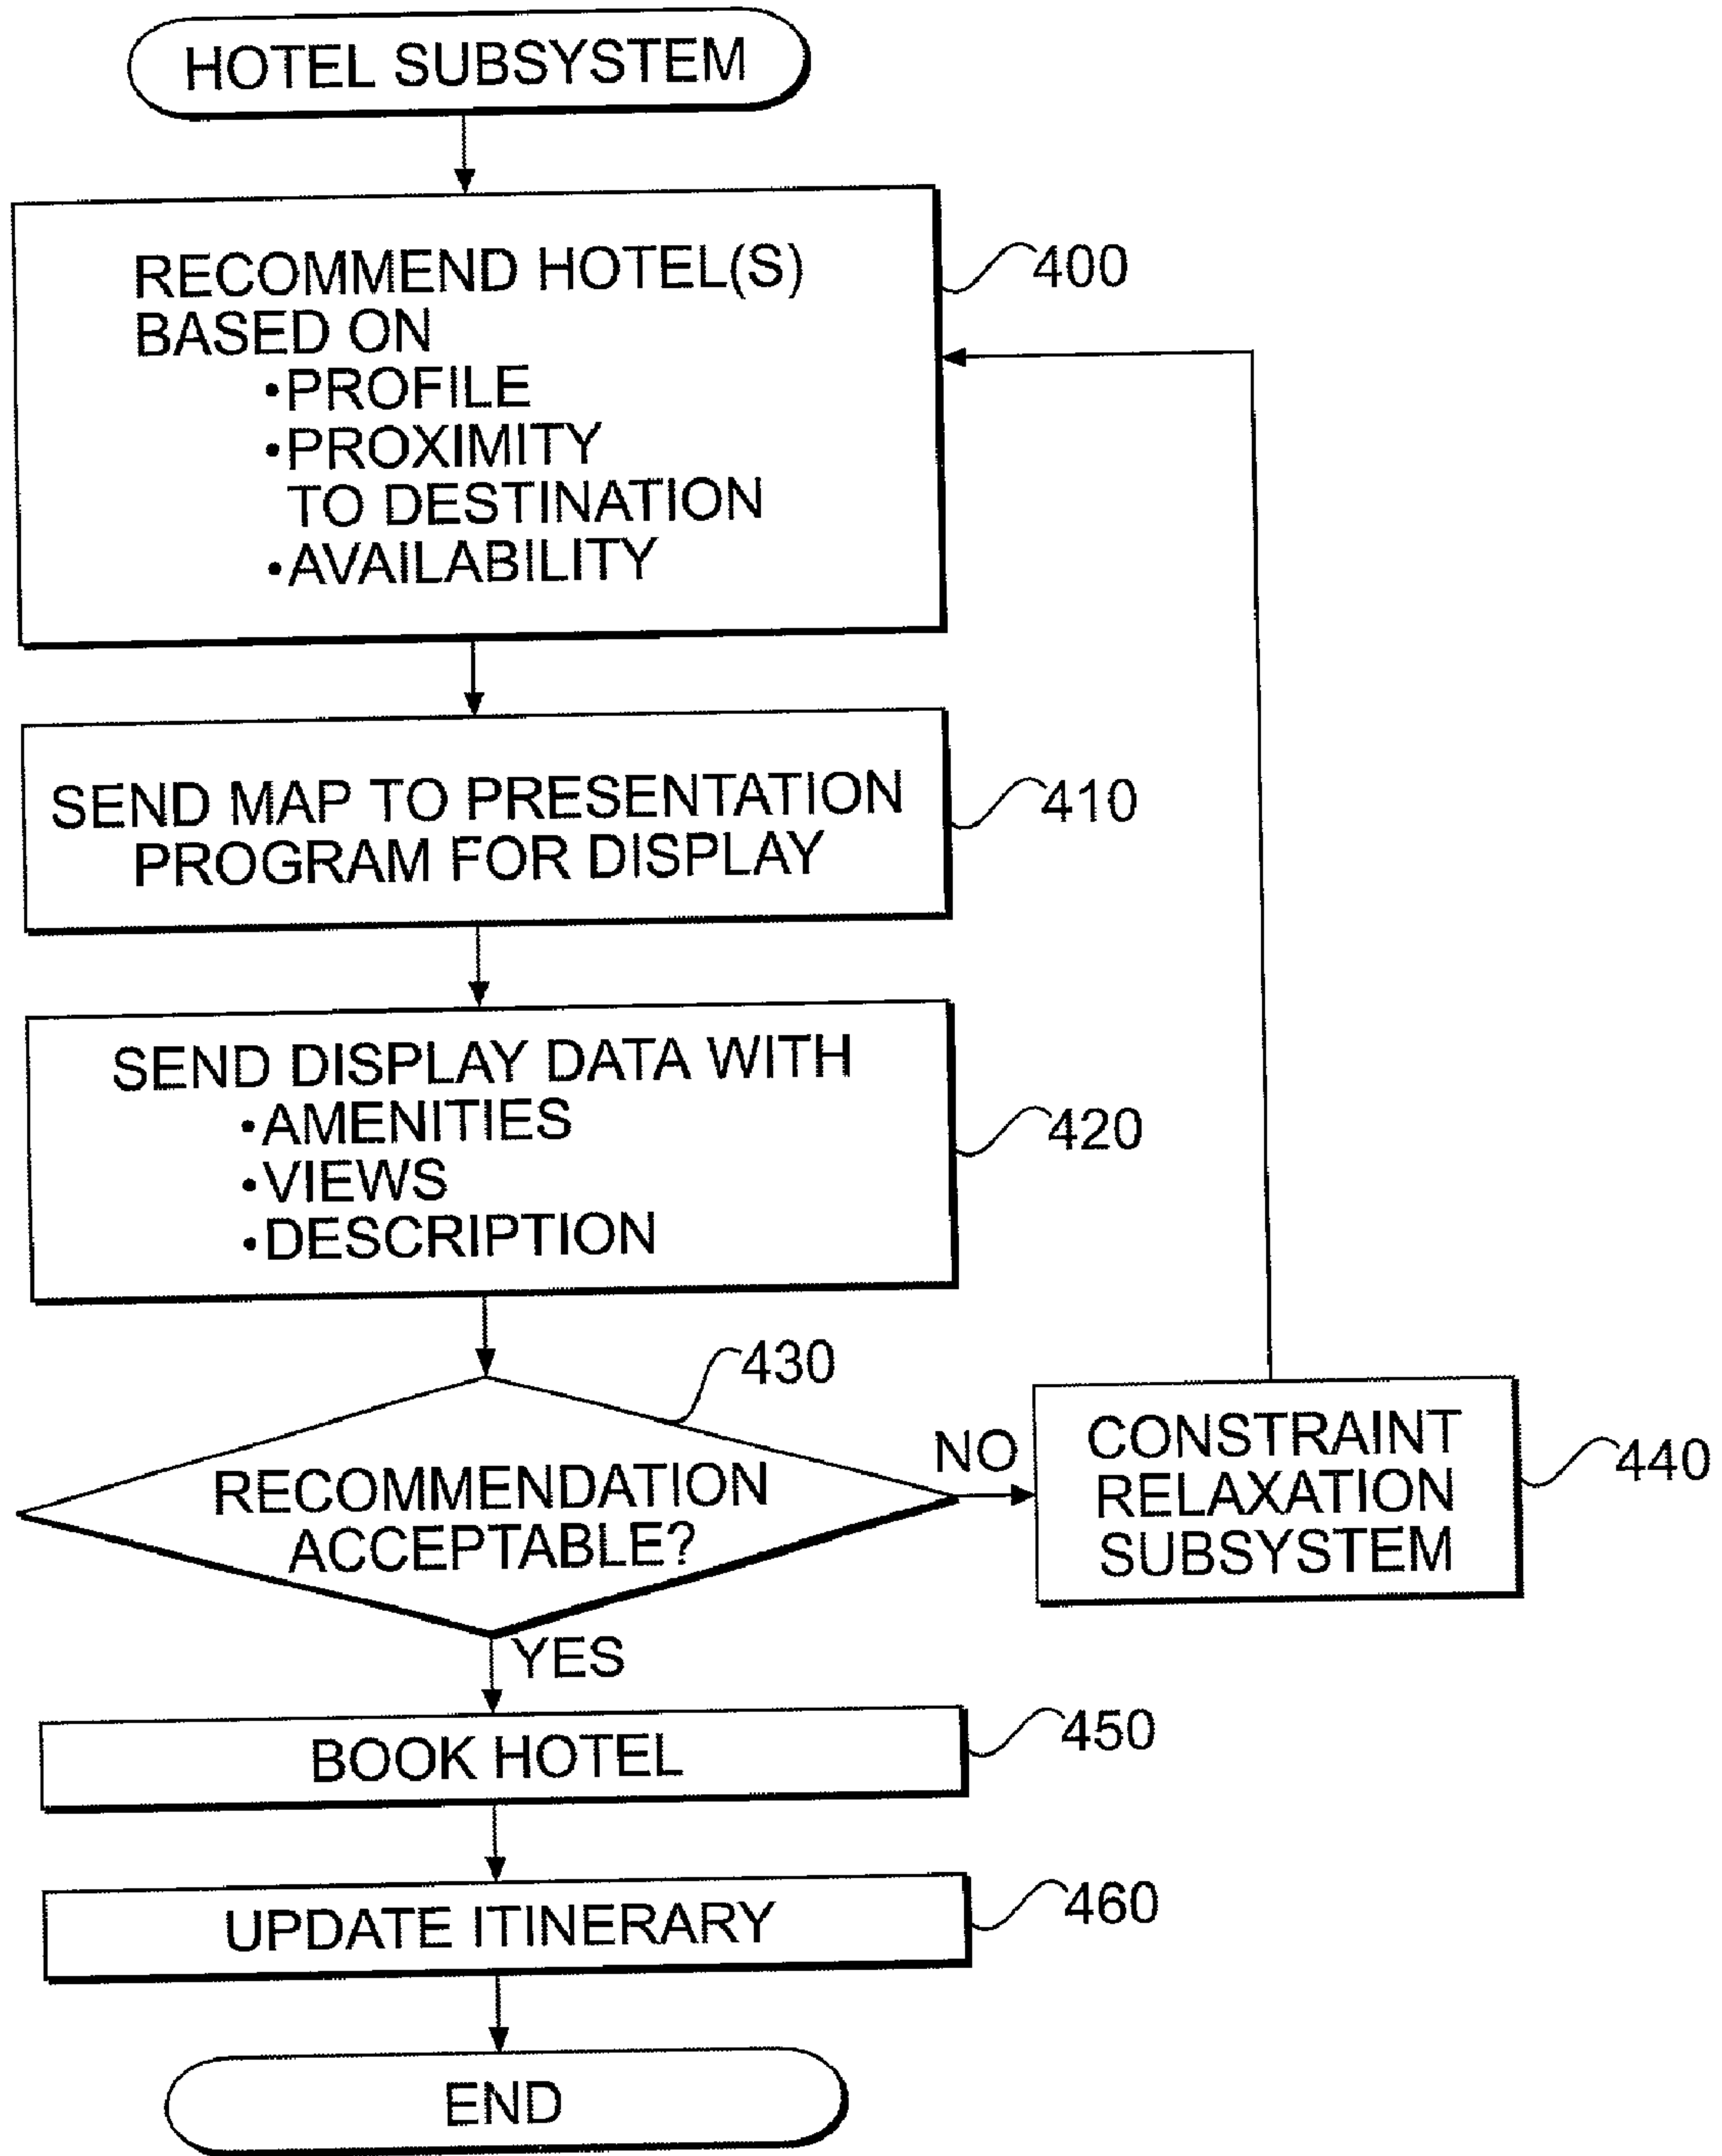 HOTEL SUBSYSTEM
RECOMMEND HOTEL(S)
BASED ON
•PROFILE
•PROXIMITY
TO DESTINATION
•AVAILABILITY
400
SEND MAP TO PRESENTATION
PROGRAM FOR DISPLAY
410
SEND DISPLAY DATA WITH
•AMENITIES
•VIEWS
•DESCRIPTION
420
430
RECOMMENDATION
ACCEPTABLE?
NO
CONSTRAINT
RELAXATION
SUBSYSTEM
440
YES
BOOK HOTEL
450
UPDATE ITINERARY
460
END